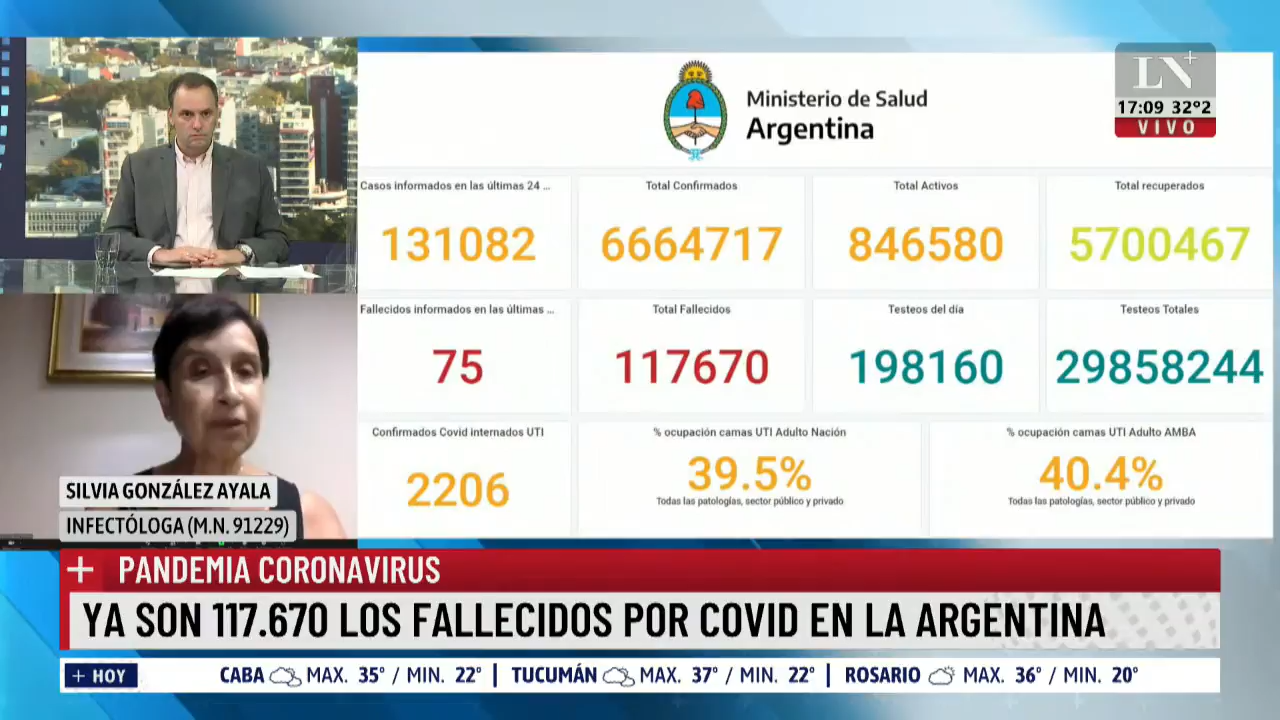 Ministerio de Salud
Argentina
LN+
17:09 32°2
VIVO
Casos informados en las últimas 24 ...
131082
Total Confirmados
6664717
Total Activos
846580
Total recuperados
5700467
Fallecidos informados en las últimas ...
75
Total Fallecidos
117670
Testeos del día
198160
Testeos Totales
29858244
Confirmados Covid internados UTI
2206
% ocupación camas UTI Adulto Nación
39.5%
Todas las patologías, sector público y privado
% ocupación camas UTI Adulto AMBA
40.4%
Todas las patologías, sector público y privado
SILVIA GONZÁLEZ AYALA
INFECTÓLOGA (M.N. 91229)
+ PANDEMIA CORONAVIRUS
YA SON 117.670 LOS FALLECIDOS POR COVID EN LA ARGENTINA
+ HOY CABA MAX. 35° / MIN. 22° | TUCUMÁN MAX. 37° / MIN. 22° | ROSARIO MAX. 36° / MIN. 20°